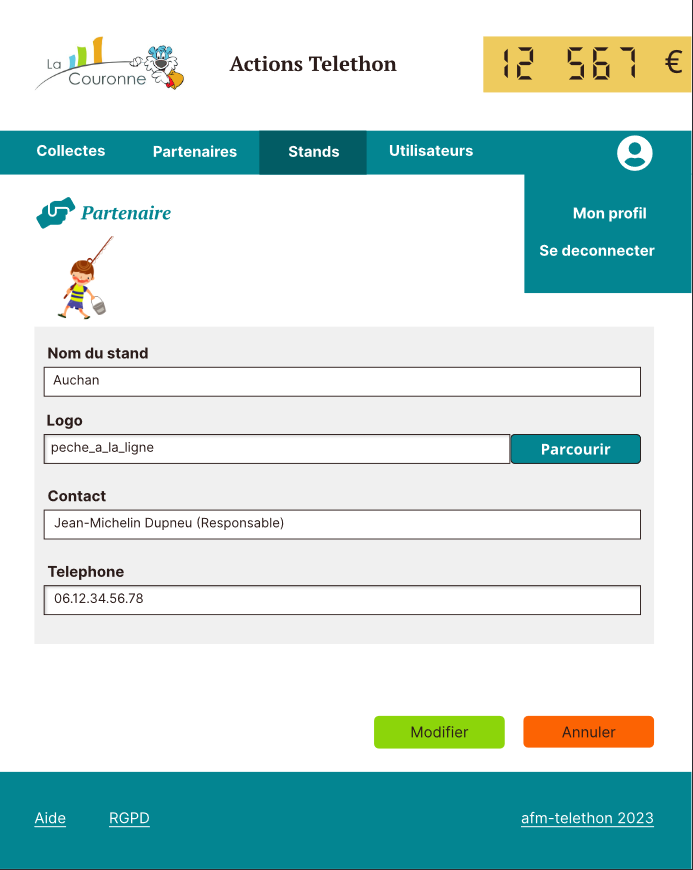 La
Couronne
Actions Telethon
12 567 €
Collectes
Partenaires
Stands
Utilisateurs
Mon profil
Se deconnecter
Partenaire
Nom du stand
Auchan
Logo
peche_a_la_ligne
Parcourir
Contact
Jean-Michelin Dupneu (Responsable)
Telephone
06.12.34.56.78
Modifier
Annuler
Aide
RGPD
afm-telethon 2023